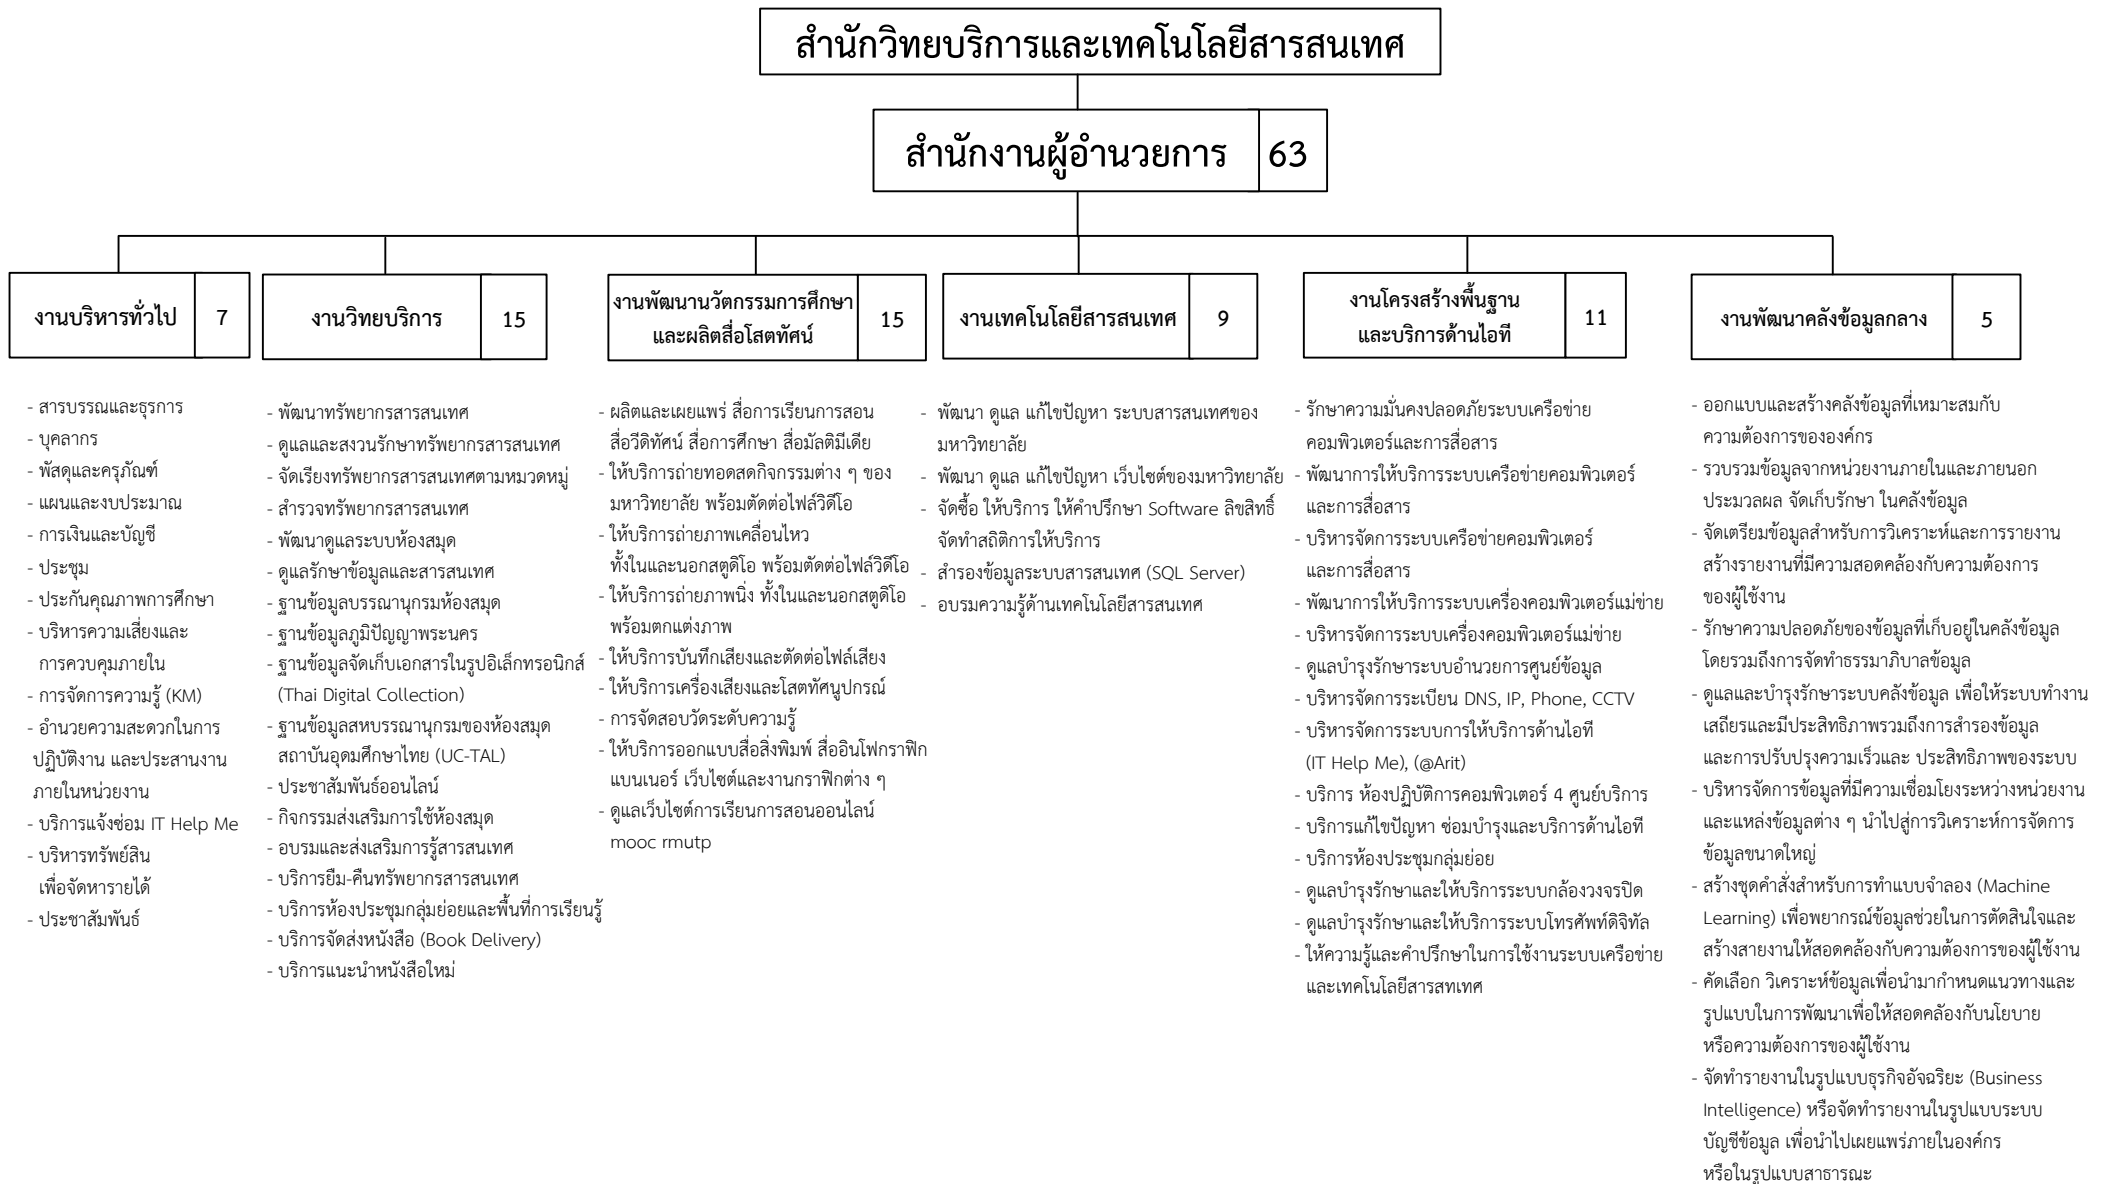 สำนักวิทยบริการและเทคโนโลยีสารสนเทศ
สำนักงานผู้อำนวยการ 63
งานบริหารทั่วไป 7
- สารบรรณและธุรการ
- บุคลากร
- พัสดุและครุภัณฑ์
- แผนและงบประมาณ
- การเงินและบัญชี
- ประชุม
- ประกันคุณภาพการศึกษา
- บริหารความเสี่ยงและ
การควบคุมภายใน
- การจัดการความรู้ (KM)
- อำนวยความสะดวกในการ
ปฏิบัติงาน และประสานงาน
ภายในหน่วยงาน
- บริการแจ้งซ่อม IT Help Me
- บริหารทรัพย์สิน
เพื่อจัดหารายได้
- ประชาสัมพันธ์
งานวิทยบริการ 15
- พัฒนาทรัพยากรสารสนเทศ
- ดูแลและสงวนรักษาทรัพยากรสารสนเทศ
- จัดเรียงทรัพยากรสารสนเทศตามหมวดหมู่
- สำรวจทรัพยากรสารสนเทศ
- พัฒนาดูแลระบบห้องสมุด
- ดูแลรักษาข้อมูลและสารสนเทศ
- ฐานข้อมูลบรรณานุกรมห้องสมุด
- ฐานข้อมูลภูมิปัญญาพระนคร
- ฐานข้อมูลจัดเก็บเอกสารในรูปอิเล็กทรอนิกส์
(Thai Digital Collection)
- ฐานข้อมูลสหบรรณานุกรมของห้องสมุด
สถาบันอุดมศึกษาไทย (UC-TAL)
- ประชาสัมพันธ์ออนไลน์
- กิจกรรมส่งเสริมการใช้ห้องสมุด
- อบรมและส่งเสริมการรู้สารสนเทศ
- บริการยืม-คืนทรัพยากรสารสนเทศ
- บริการห้องประชุมกลุ่มย่อยและพื้นที่การเรียนรู้
- บริการจัดส่งหนังสือ (Book Delivery)
- บริการแนะนำหนังสือใหม่
งานพัฒนานวัตกรรมการศึกษา
และผลิตสื่อโสตทัศน์ 15
- ผลิตและเผยแพร่ สื่อการเรียนการสอน
สื่อวีดิทัศน์ สื่อการศึกษา สื่อมัลติมีเดีย
- ให้บริการถ่ายทอดสดกิจกรรมต่าง ๆ ของ
มหาวิทยาลัย พร้อมตัดต่อไฟล์วิดีโอ
- ให้บริการถ่ายภาพเคลื่อนไหว
ทั้งในและนอกสตูดิโอ พร้อมตัดต่อไฟล์วิดีโอ
- ให้บริการถ่ายภาพนิ่ง ทั้งในและนอกสตูดิโอ
พร้อมตกแต่งภาพ
- ให้บริการบันทึกเสียงและตัดต่อไฟล์เสียง
- ให้บริการเครื่องเสียงและโสตทัศนูปกรณ์
- การจัดสอบวัดระดับความรู้
- ให้บริการออกแบบสื่อสิ่งพิมพ์ สื่ออินโฟกราฟิก
แบนเนอร์ เว็บไซต์และงานกราฟิกต่าง ๆ
- ดูแลเว็บไซต์การเรียนการสอนออนไลน์
mooc rmutp
งานเทคโนโลยีสารสนเทศ 9
- พัฒนา ดูแล แก้ไขปัญหา ระบบสารสนเทศของ
มหาวิทยาลัย
- พัฒนา ดูแล แก้ไขปัญหา เว็บไซต์ของมหาวิทยาลัย
- จัดซื้อ ให้บริการ ให้คำปรึกษา Software ลิขสิทธิ์
จัดทำสถิติการให้บริการ
- สำรองข้อมูลระบบสารสนเทศ (SQL Server)
- อบรมความรู้ด้านเทคโนโลยีสารสนเทศ
งานโครงสร้างพื้นฐาน
และบริการด้านไอที 11
- รักษาความมั่นคงปลอดภัยระบบเครือข่าย
คอมพิวเตอร์และการสื่อสาร
- พัฒนาการให้บริการระบบเครือข่ายคอมพิวเตอร์
และการสื่อสาร
- บริหารจัดการระบบเครือข่ายคอมพิวเตอร์
และการสื่อสาร
- พัฒนาการให้บริการระบบเครื่องคอมพิวเตอร์แม่ข่าย
- บริหารจัดการระบบเครื่องคอมพิวเตอร์แม่ข่าย
- ดูแลบำรุงรักษาระบบอำนวยการศูนย์ข้อมูล
- บริหารจัดการระเบียน DNS, IP, Phone, CCTV
- บริหารจัดการระบบการให้บริการด้านไอที
(IT Help Me), (@Arit)
- บริการ ห้องปฏิบัติการคอมพิวเตอร์ 4 ศูนย์บริการ
- บริการแก้ไขปัญหา ซ่อมบำรุงและบริการด้านไอที
- บริการห้องประชุมกลุ่มย่อย
- ดูแลบำรุงรักษาและให้บริการระบบกล้องวงจรปิด
- ดูแลบำรุงรักษาและให้บริการระบบโทรศัพท์ดิจิทัล
- ให้ความรู้และคำปรึกษาในการใช้งานระบบเครือข่าย
และเทคโนโลยีสารสทเทศ
งานพัฒนาคลังข้อมูลกลาง 5
- ออกแบบและสร้างคลังข้อมูลที่เหมาะสมกับ
ความต้องการขององค์กร
- รวบรวมข้อมูลจากหน่วยงานภายในและภายนอก
ประมวลผล จัดเก็บรักษา ในคลังข้อมูล
- จัดเตรียมข้อมูลสำหรับการวิเคราะห์และการรายงาน
สร้างรายงานที่มีความสอดคล้องกับความต้องการ
ของผู้ใช้งาน
- รักษาความปลอดภัยของข้อมูลที่เก็บอยู่ในคลังข้อมูล
โดยรวมถึงการจัดทำธรรมาภิบาลข้อมูล
- ดูแลและบำรุงรักษาระบบคลังข้อมูล เพื่อให้ระบบทำงาน
เสถียรและมีประสิทธิภาพรวมถึงการสำรองข้อมูล
และการปรับปรุงความเร็วและ ประสิทธิภาพของระบบ
- บริหารจัดการข้อมูลที่มีความเชื่อมโยงระหว่างหน่วยงาน
และแหล่งข้อมูลต่าง ๆ นำไปสู่การวิเคราะห์การจัดการ
ข้อมูลขนาดใหญ่
- สร้างชุดคำสั่งสำหรับการทำแบบจำลอง (Machine
Learning) เพื่อพยากรณ์ข้อมูลช่วยในการตัดสินใจและ
สร้างสายงานให้สอดคล้องกับความต้องการของผู้ใช้งาน
- คัดเลือก วิเคราะห์ข้อมูลเพื่อนำมากำหนดแนวทางและ
รูปแบบในการพัฒนาเพื่อให้สอดคล้องกับนโยบาย
หรือความต้องการของผู้ใช้งาน
- จัดทำรายงานในรูปแบบธุรกิจอัจฉริยะ (Business
Intelligence) หรือจัดทำรายงานในรูปแบบระบบ
บัญชีข้อมูล เพื่อนำไปเผยแพร่ภายในองค์กร
หรือในรูปแบบสาธารณะ